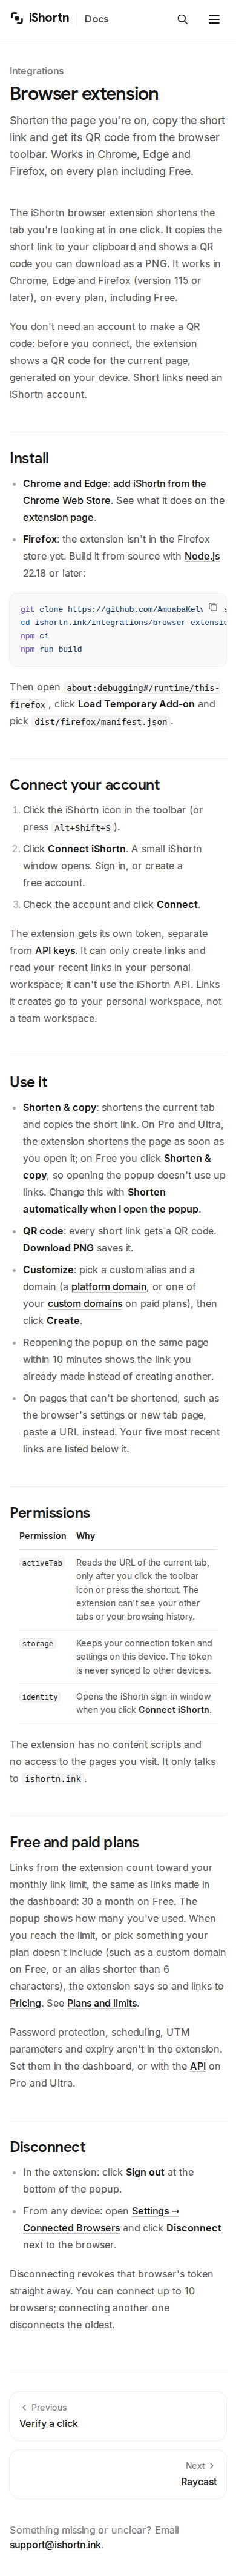 iShortn Docs
Integrations
Browser extension
Shorten the page you're on, copy the short
link and get its QR code from the browser
toolbar. Works in Chrome, Edge and
Firefox, on every plan including Free.
The iShortn browser extension shortens the
tab you're looking at in one click. It copies the
short link to your clipboard and shows a QR
code you can download as a PNG. It works in
Chrome, Edge and Firefox (version 115 or
later), on every plan, including Free.
You don't need an account to make a QR
code: before you connect, the extension
shows a QR code for the current page,
generated on your device. Short links need an
iShortn account.
Install
Chrome and Edge: add iShortn from the
Chrome Web Store. See what it does on the
extension page.
Firefox: the extension isn't in the Firefox
store yet. Build it from source with Node.js
22.18 or later:
git clone https://github.com/AmoabaKelv
cd ishortn.ink/integrations/browser-extensio
npm ci
npm run build
Then open about:debugging#/runtime/this-
firefox, click Load Temporary Add-on and
pick dist/firefox/manifest.json.
Connect your account
1. Click the iShortn icon in the toolbar (or
press Alt+Shift+S).
2. Click Connect iShortn. A small iShortn
window opens. Sign in, or create a
free account.
3. Check the account and click Connect.
The extension gets its own token, separate
from API keys. It can only create links and
read your recent links in your personal
workspace; it can't use the iShortn API. Links
it creates go to your personal workspace, not
a team workspace.
Use it
Shorten & copy: shortens the current tab
and copies the short link. On Pro and Ultra,
the extension shortens the page as soon as
you open it; on Free you click Shorten &
copy, so opening the popup doesn't use up
links. Change this with Shorten
automatically when I open the popup.
QR code: every short link gets a QR code.
Download PNG saves it.
Customize: pick a custom alias and a
domain (a platform domain, or one of
your custom domains on paid plans), then
click Create.
Reopening the popup on the same page
within 10 minutes shows the link you
already made instead of creating another.
On pages that can't be shortened, such as
the browser's settings or new tab page,
paste a URL instead. Your five most recent
links are listed below it.
Permissions
Permission Why
activeTab Reads the URL of the current tab,
only after you click the toolbar
icon or press the shortcut. The
extension can't see your other
tabs or your browsing history.
storage Keeps your connection token and
settings on this device. The token
is never synced to other devices.
identity Opens the iShortn sign-in window
when you click Connect iShortn.
The extension has no content scripts and
no access to the pages you visit. It only talks
to ishortn.ink.
Free and paid plans
Links from the extension count toward your
monthly link limit, the same as links made in
the dashboard: 30 a month on Free. The
popup shows how many you've used. When
you reach the limit, or pick something your
plan doesn't include (such as a custom domain
on Free, or an alias shorter than 6
characters), the extension says so and links to
Pricing. See Plans and limits.
Password protection, scheduling, UTM
parameters and expiry aren't in the extension.
Set them in the dashboard, or with the API on
Pro and Ultra.
Disconnect
In the extension: click Sign out at the
bottom of the popup.
From any device: open Settings →
Connected Browsers and click Disconnect
next to the browser.
Disconnecting revokes that browser's token
straight away. You can connect up to 10
browsers; connecting another one
disconnects the oldest.
Previous
Verify a click
Next
Raycast
Something missing or unclear? Email
support@ishortn.ink.